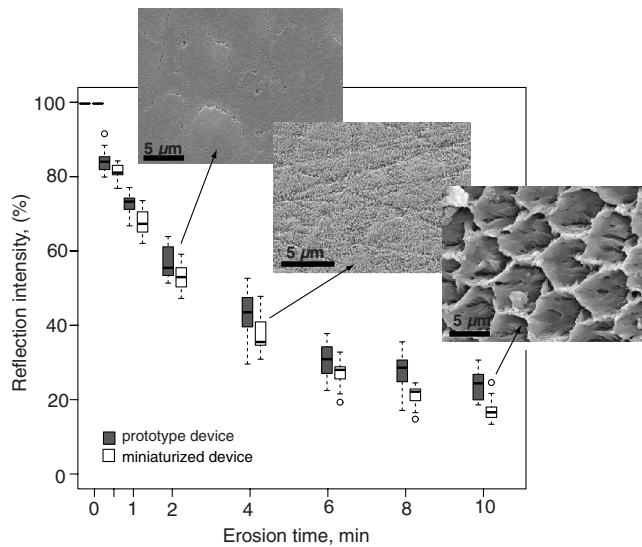 5 µm
5 µm
5 µm
100
80
60
40
20
0
Reflection intensity, (%)
prototype device
miniaturized device
0 1 2 4 6 8 10
Erosion time, min